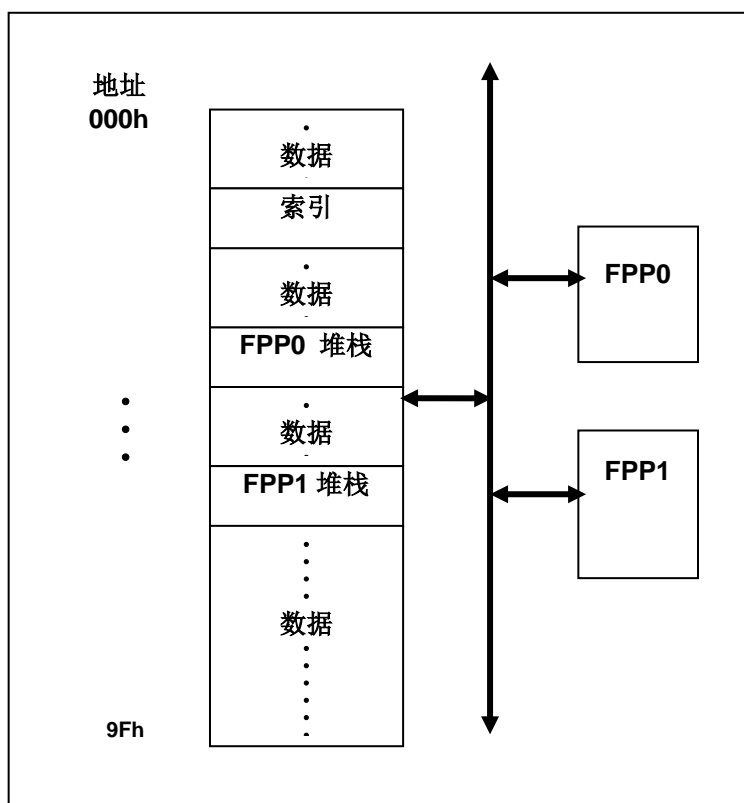 地址
000h
数据
索引
数据
FPP0 堆栈
数据
FPP1 堆栈
数据
9Fh
FPP0
FPP1